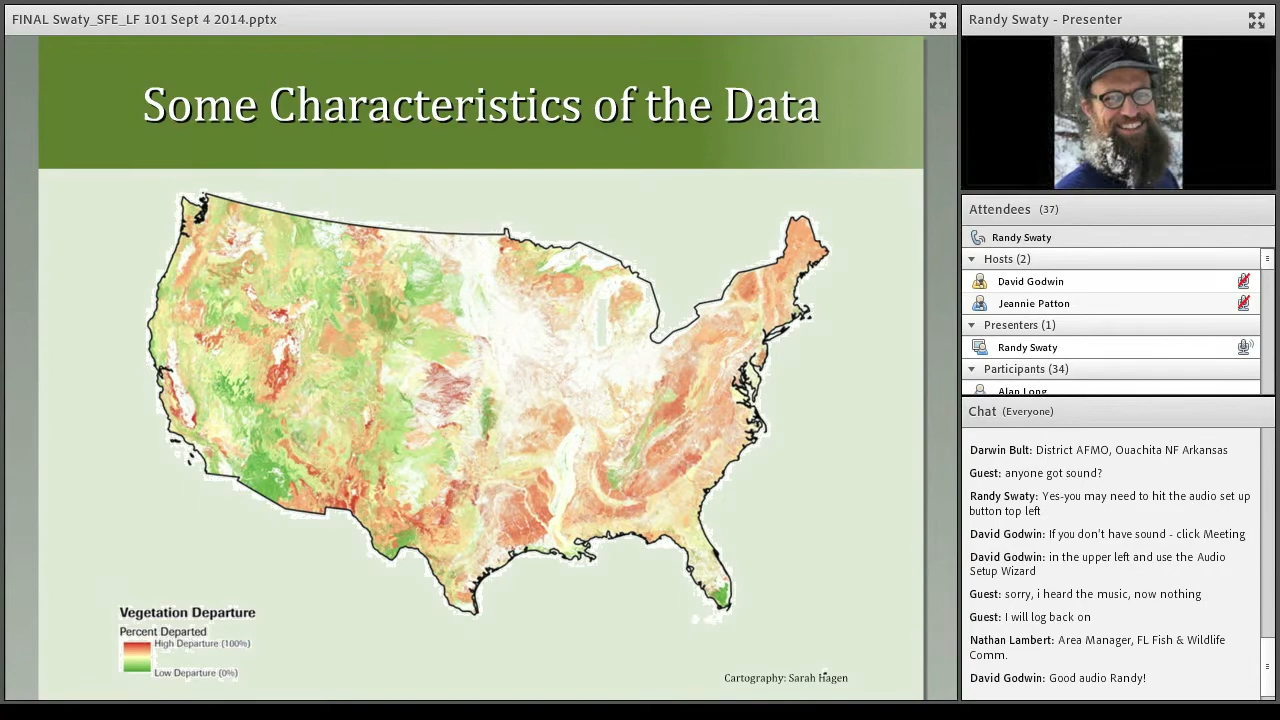 FINAL Swaty_SFE_LF 101 Sept 4 2014.pptx
Some Characteristics of the Data
Vegetation Departure
Percent Departed
High Departure (100%)
Low Departure (0%)
Cartography: Sarah Hagen
Randy Swaty - Presenter
Attendees (37)
Randy Swaty
Hosts (2)
David Godwin
Jeannie Patton
Presenters (1)
Randy Swaty
Participants (34)
Alan Long
Chat (Everyone)
Darwin Bult: District AFMO, Ouachita NF Arkansas
Guest: anyone got sound?
Randy Swaty: Yes-you may need to hit the audio set up
button top left
David Godwin: If you don't have sound - click Meeting
David Godwin: in the upper left and use the Audio
Setup Wizard
Guest: sorry, i heard the music, now nothing
Guest: I will log back on
Nathan Lambert: Area Manager, FL Fish & Wildlife
Comm.
David Godwin: Good audio Randy!